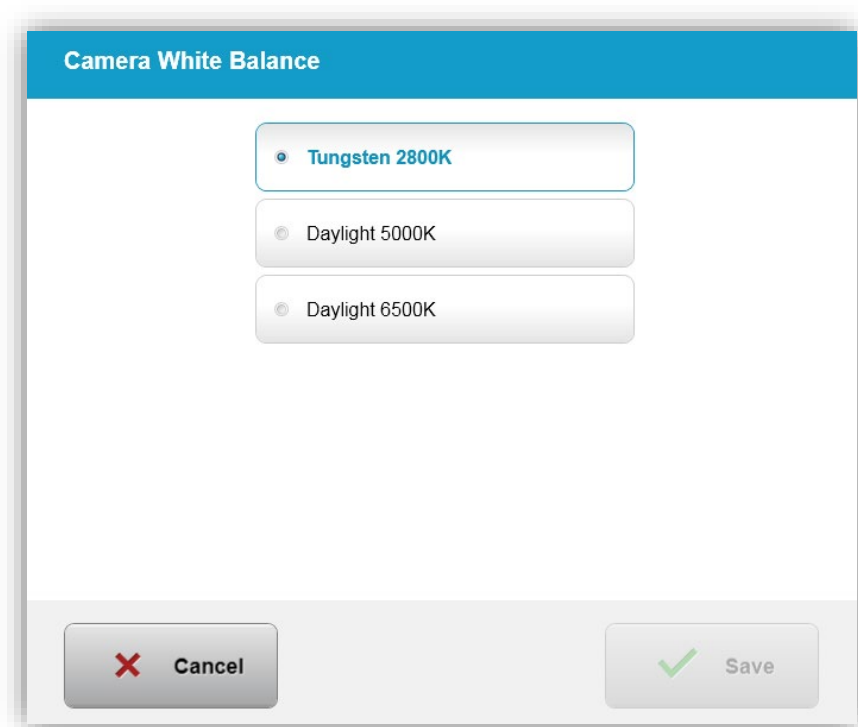 Camera White Balance
Tungsten 2800K
Daylight 5000K
Daylight 6500K
Cancel
Save